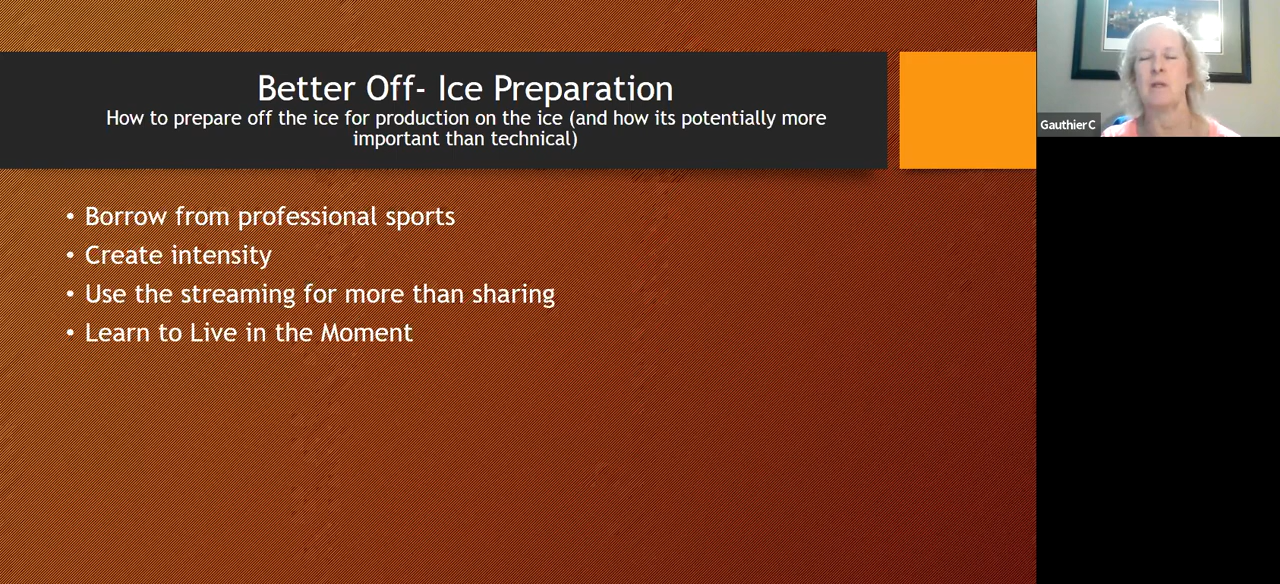 Better Off- Ice Preparation
How to prepare off the ice for production on the ice (and how its potentially more
important than technical)
• Borrow from professional sports
• Create intensity
• Use the streaming for more than sharing
• Learn to Live in the Moment
Gauthier C